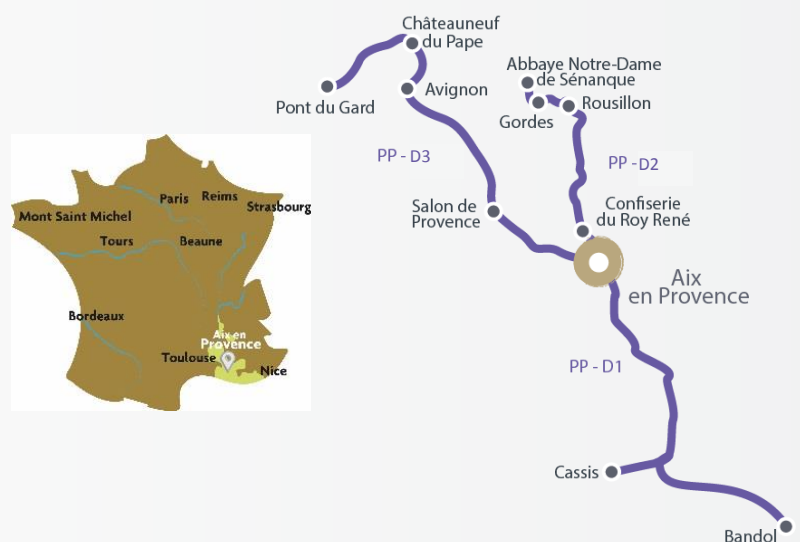 Châteauneuf
du Pape
Abbaye Notre-Dame
de Sénanque
Pont du Gard
Avignon
Gordes
Rousillon
PP - D3
PP - D2
Salon de
Provence
Confiserie
du Roy René
Aix
en Provence
PP - D1
Cassis
Bandol
Paris
Reims
Strasbourg
Mont Saint Michel
Tours
Beaune
Bordeaux
Aix en
Provence
Toulouse
Nice